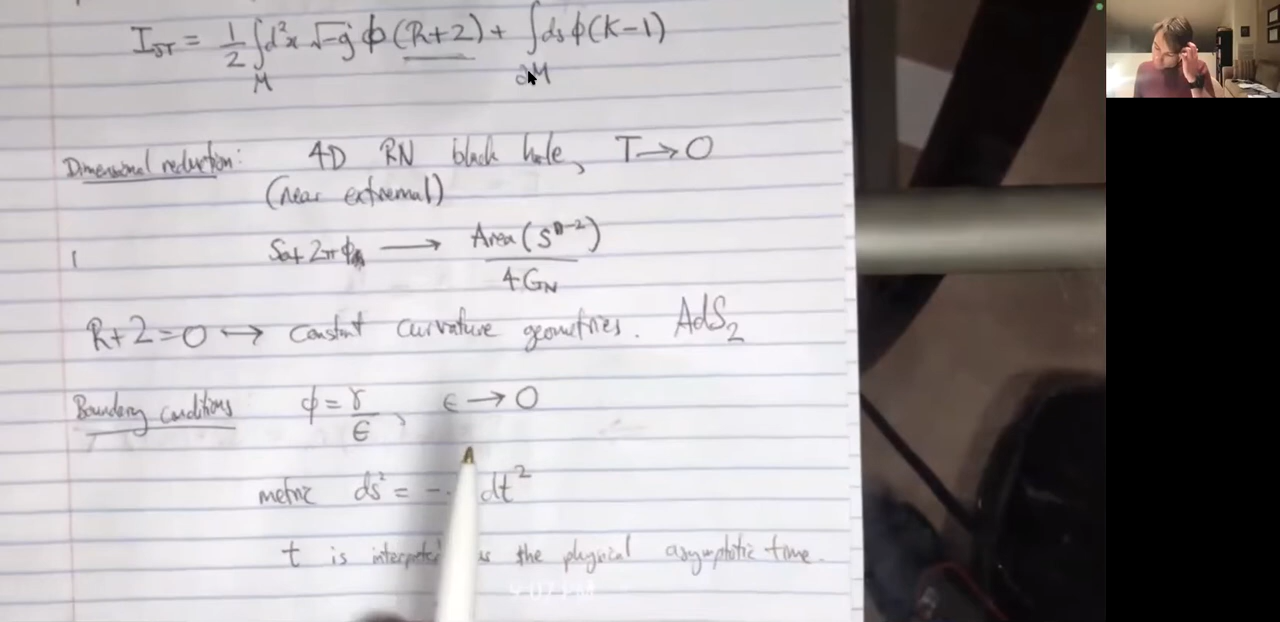 I_JT = 1/2 ∫_M d²x √-g ϕ (R+2) + ∫_∂M ds ϕ(K-1)
Dimensional reduction: 4D RN black hole, T → 0
(near extremal)
S₀ + 2πϕₕ → Area(S^{D-2}) / 4G_N
R+2=0 ↔ constant curvature geometries. AdS₂
Boundary conditions ϕ = γ/ϵ, ϵ → 0
metric ds² = - dt²
t is the physical asymptotic time.